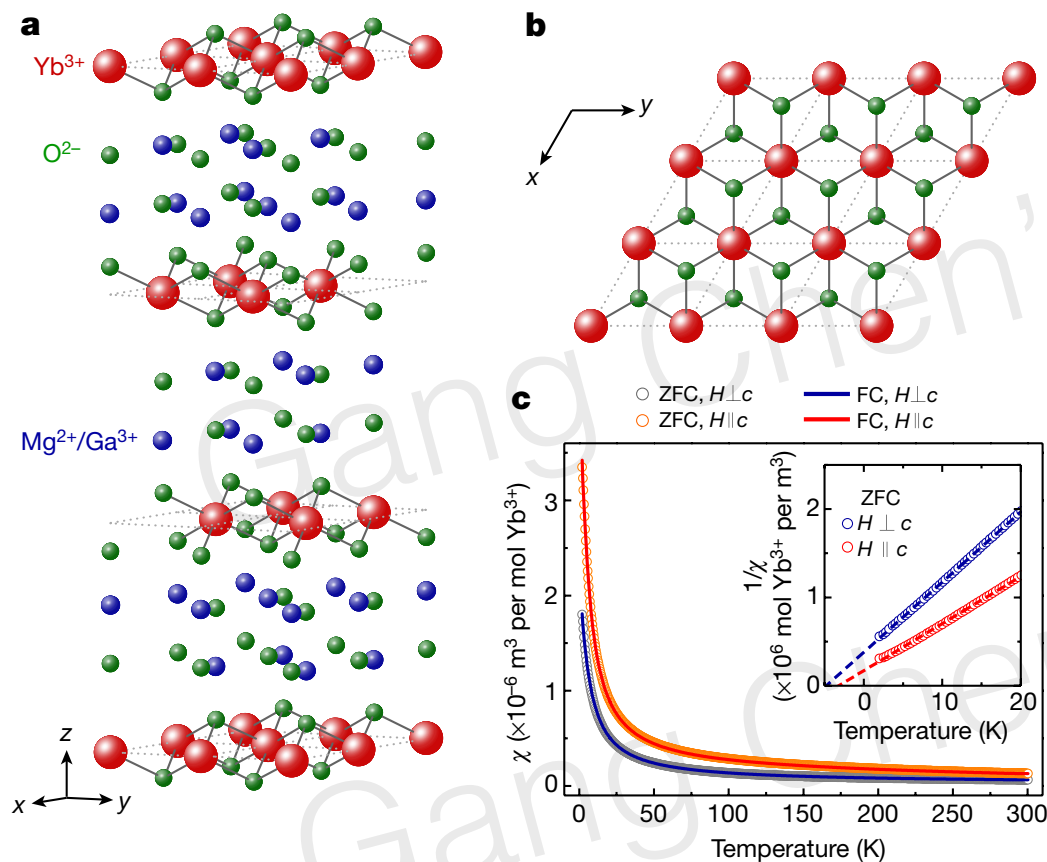 a
Yb³⁺
O²⁻
Mg²⁺/Ga³⁺
z
x
y
b
y
x
c
ZFC, H⊥c
ZFC, H∥c
FC, H⊥c
FC, H∥c
χ (×10⁻⁶ m³ per mol Yb³⁺)
3
2
1
0
0 50 100 150 200 250 300
Temperature (K)
1/χ
(×10⁶ mol Yb³⁺ per m³)
2
1
0
ZFC
H ⊥ c
H ∥ c
0 10 20
Temperature (K)
Gang Chen'
Gang Che